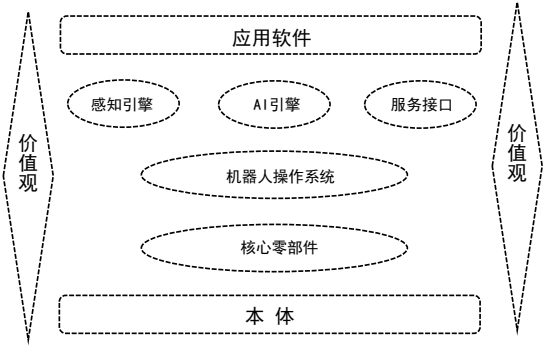 应用软件
感知引擎
AI引擎
服务接口
价值观
价值观
机器人操作系统
核心零部件
本 体